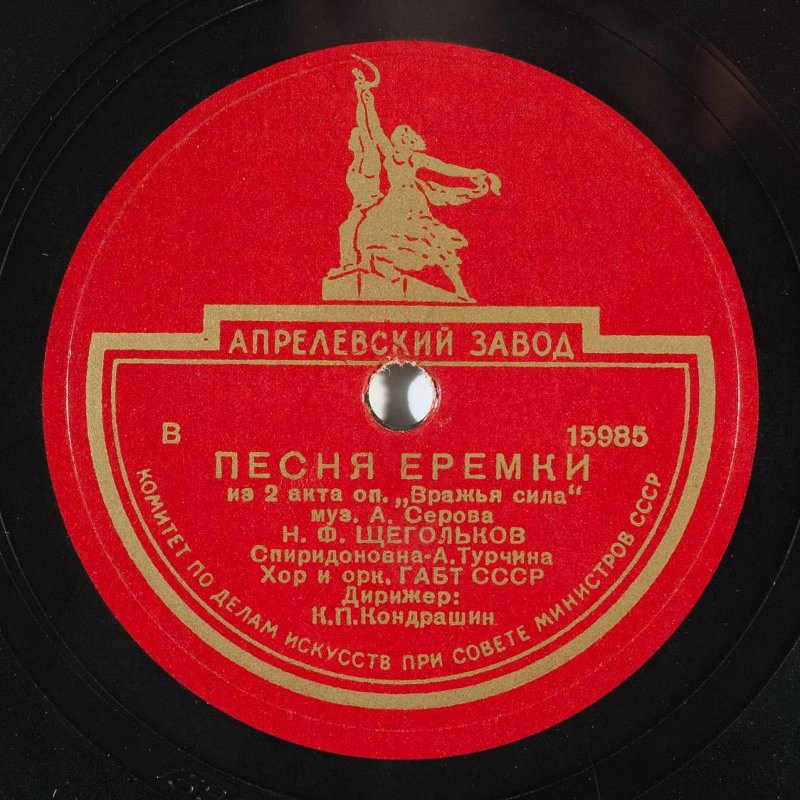 АПРЕЛЕВСКИЙ ЗАВОД
В 15985
ПЕСНЯ ЕРЕМКИ
из 2 акта оп. „Вражья сила“
муз. А. Серова
Н. Ф. ЩЕГОЛЬКОВ
Спиридоновна-А. Турчина
Хор и орк. ГАБТ СССР
Дирижер:
К.П.Кондрашин
КОМИТЕТ ПО ДЕЛАМ ИСКУССТВ ПРИ СОВЕТЕ МИНИСТРОВ СССР